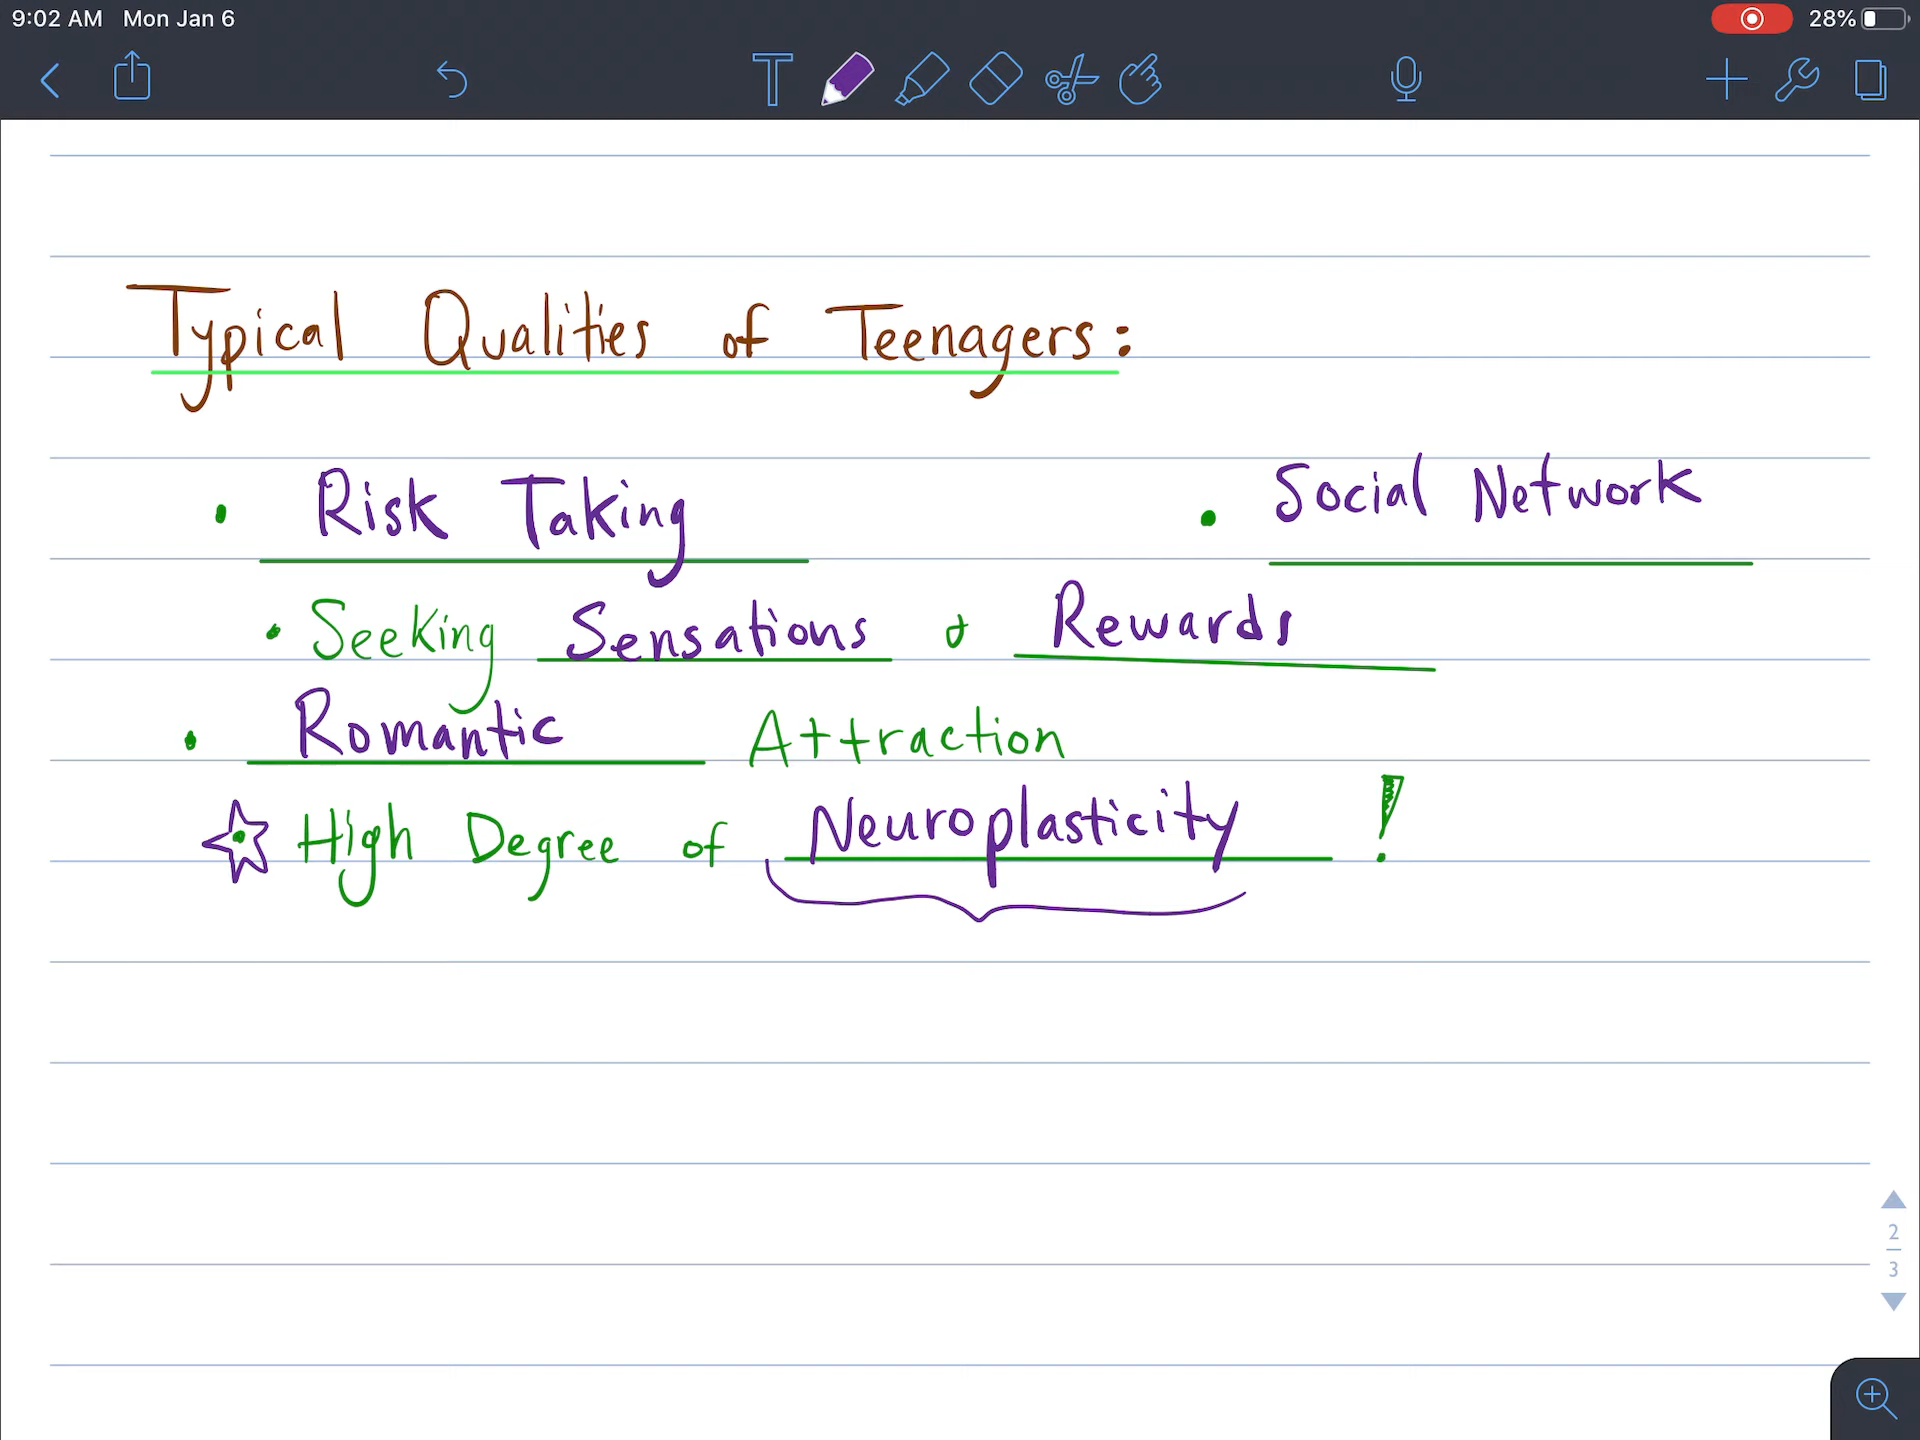 9:02 AM Mon Jan 6
28%
T
Typical Qualities of Teenagers:
• Risk Taking • Social Network
• Seeking Sensations & Rewards
• Romantic Attraction
☆ High Degree of Neuroplasticity !
2
3